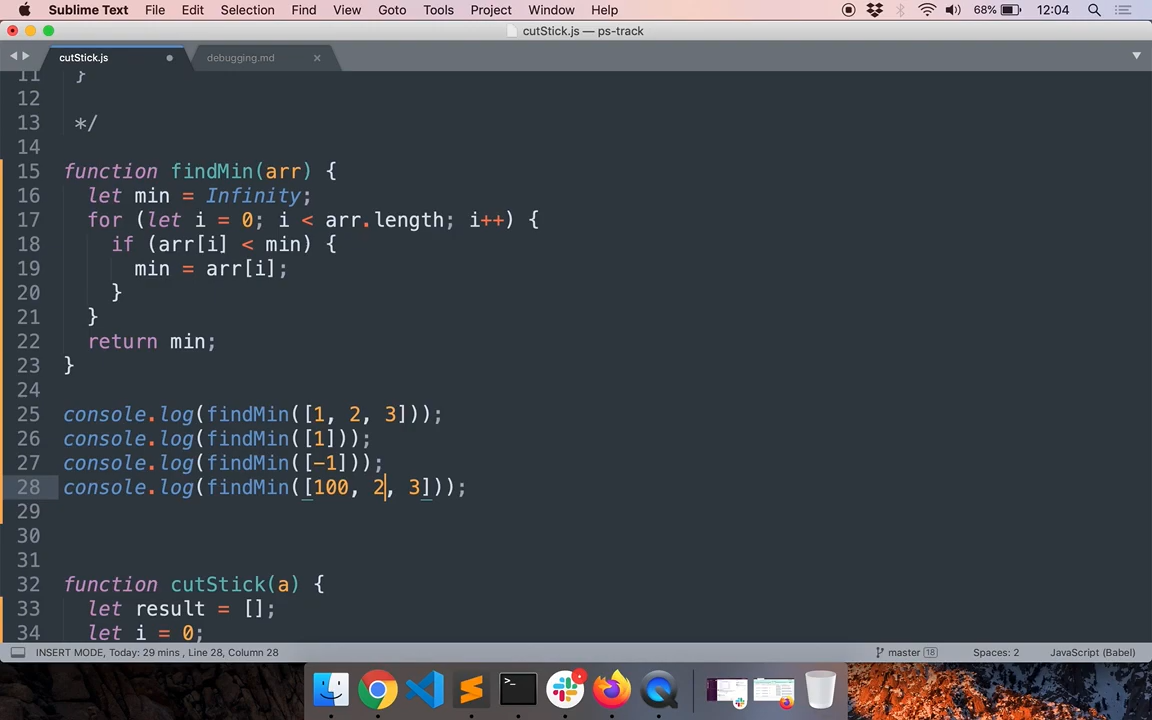 Sublime Text File Edit Selection Find View Goto Tools Project Window Help 68% 12:04
cutStick.js — ps-track
cutStick.js debugging.md
11 }
12
13 */
14
15 function findMin(arr) {
16 let min = Infinity;
17 for (let i = 0; i < arr.length; i++) {
18 if (arr[i] < min) {
19 min = arr[i];
20 }
21 }
22 return min;
23 }
24
25 console.log(findMin([1, 2, 3]));
26 console.log(findMin([1]));
27 console.log(findMin([-1]));
28 console.log(findMin([100, 2, 3]));
29
30
31
32 function cutStick(a) {
33 let result = [];
34 let i = 0;
INSERT MODE, Today: 29 mins , Line 28, Column 28 master 18 Spaces: 2 JavaScript (Babel)